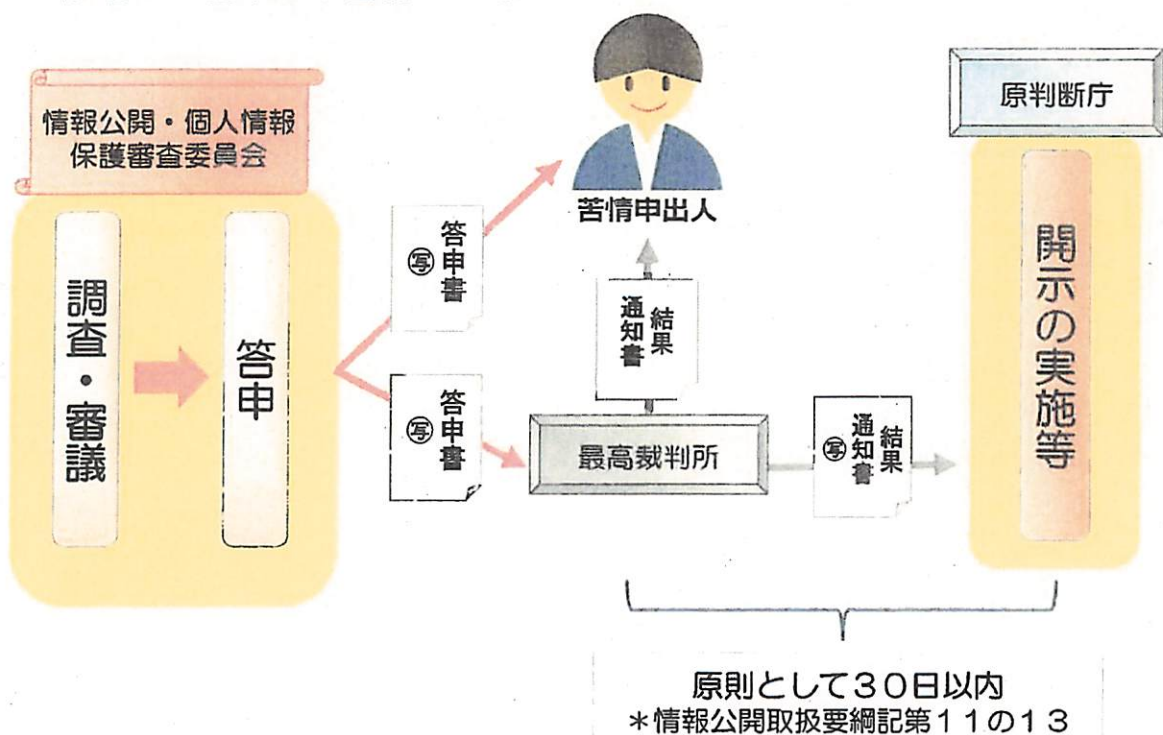 情報公開・個人情報
保護審査委員会
調査・審議
答申
答申書
㊢
答申書
㊢
苦情申出人
結果
通知書
最高裁判所
結果
通知書
㊢
原判断庁
開示の実施等
原則として３０日以内
＊情報公開取扱要綱記第１１の１３